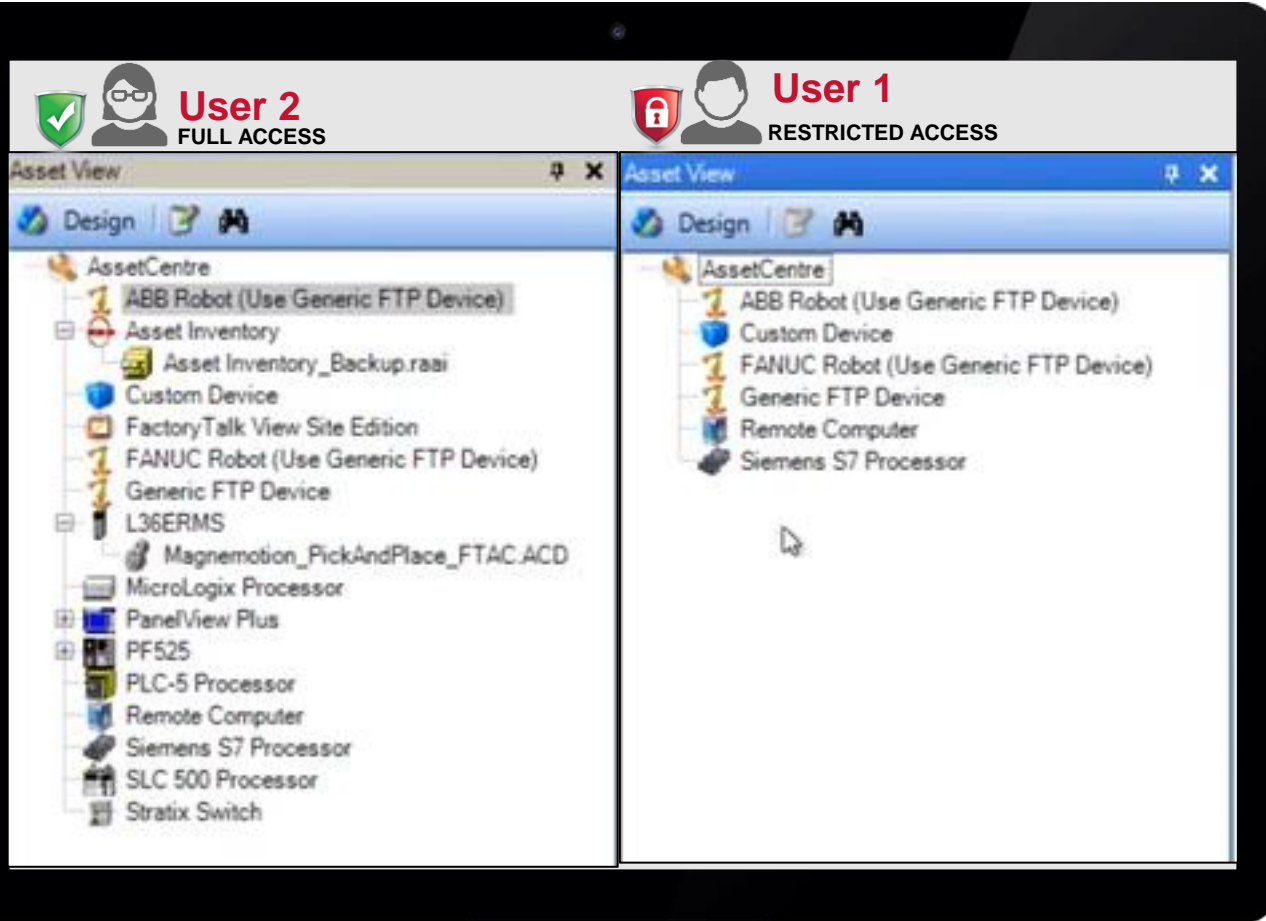 User 2
FULL ACCESS
User 1
RESTRICTED ACCESS
Asset View
Design
AssetCentre
ABB Robot (Use Generic FTP Device)
Asset Inventory
Asset Inventory_Backup.raai
Custom Device
FactoryTalk View Site Edition
FANUC Robot (Use Generic FTP Device)
Generic FTP Device
L36ERMS
Magnemotion_PickAndPlace_FTAC.ACD
MicroLogix Processor
PanelView Plus
PF525
PLC-5 Processor
Remote Computer
Siemens S7 Processor
SLC 500 Processor
Stratix Switch
Asset View
Design
AssetCentre
ABB Robot (Use Generic FTP Device)
Custom Device
FANUC Robot (Use Generic FTP Device)
Generic FTP Device
Remote Computer
Siemens S7 Processor